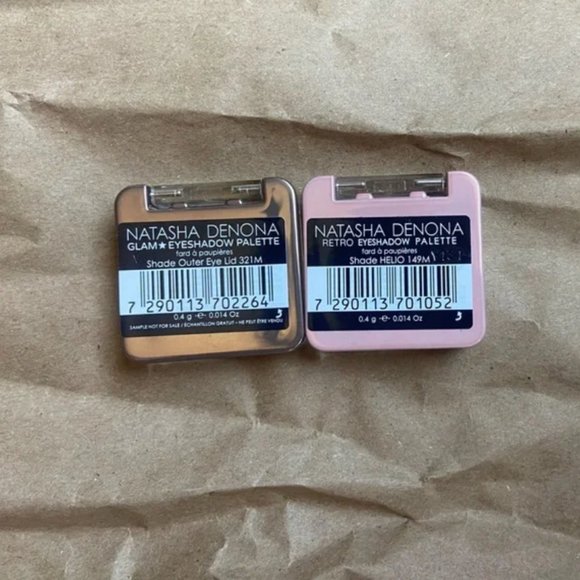 NATASHA DENONA
GLAM★EYESHADOW PALETTE
fard à paupières
Shade Outer Eye Lid 321M
7 290113 702264
0.4 g -℮- 0.014 Oz
SAMPLE NOT FOR SALE / ÉCHANTILLON GRATUIT - NE PEUT ÊTRE VENDU
NATASHA DENONA
RETRO EYESHADOW PALETTE
fard à paupières
Shade HELIO 149M
7 290113 701052
0.4 g -℮- 0.014 Oz